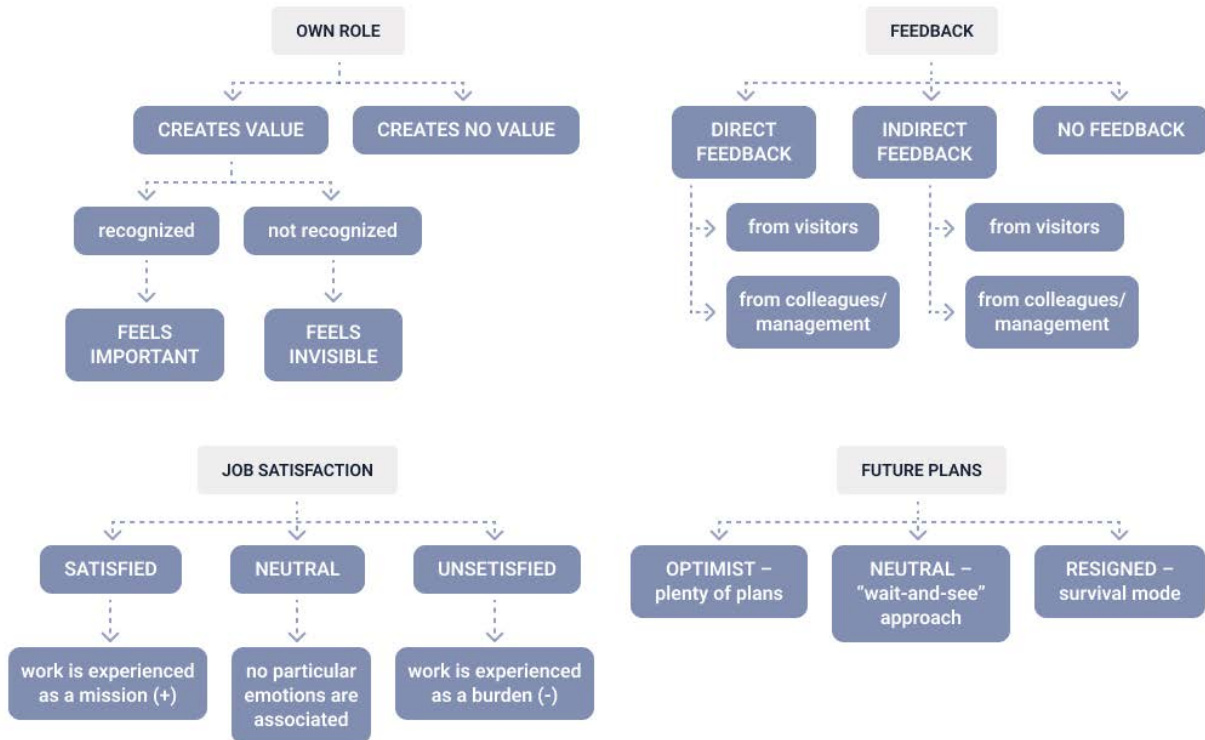 OWN ROLE
CREATES VALUE
CREATES NO VALUE
recognized
not recognized
FEELS
IMPORTANT
FEELS
INVISIBLE
FEEDBACK
DIRECT
FEEDBACK
INDIRECT
FEEDBACK
NO FEEDBACK
from visitors
from colleagues/
management
from visitors
from colleagues/
management
JOB SATISFACTION
SATISFIED
NEUTRAL
UNSETISFIED
work is experienced
as a mission (+)
no particular
emotions are
associated
work is experienced
as a burden (-)
FUTURE PLANS
OPTIMIST –
plenty of plans
NEUTRAL –
“wait-and-see”
approach
RESIGNED –
survival mode